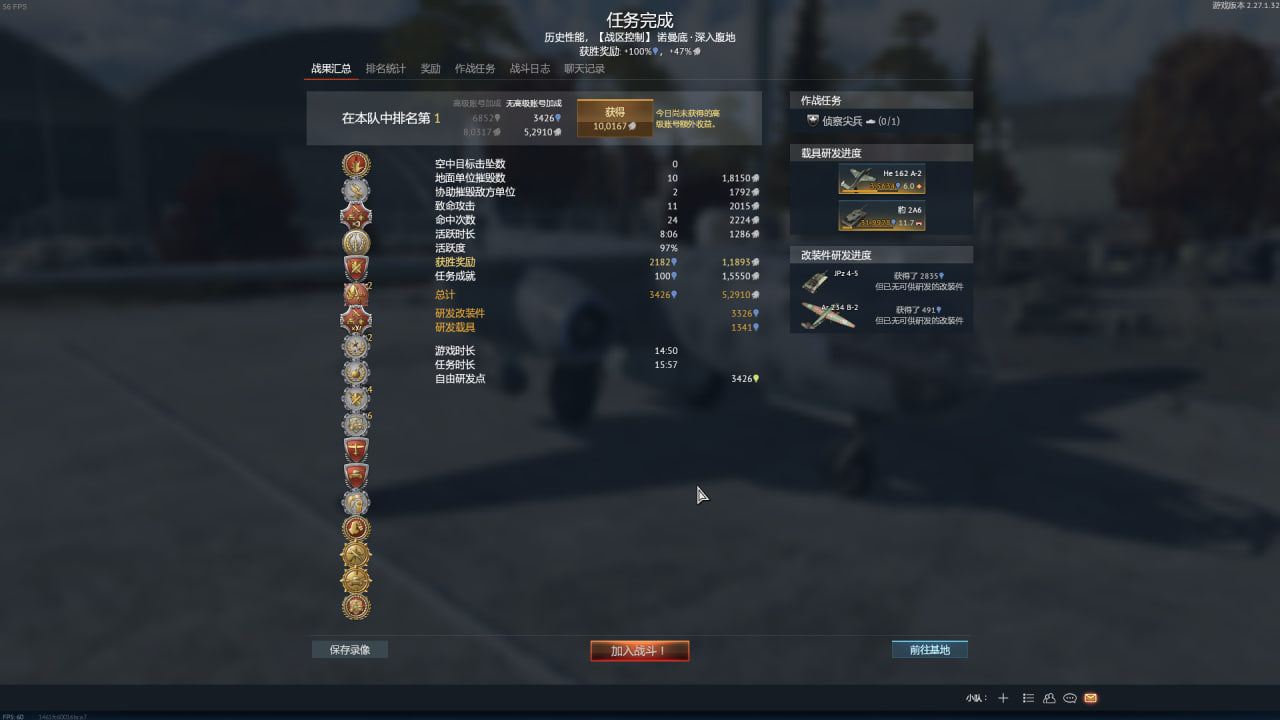 56 FPS
游戏版本 2.27.1.32
任务完成
历史性能，【战区控制】 诺曼底 · 深入腹地
获胜奖励: +100%，+47%
战果汇总 排名统计 奖励 作战任务 战斗日志 聊天记录
在本队中排名第 1
高级账号加成 无高级账号加成
6852 3426
8,0317 5,2910
获得
10,0167
今日尚未获得的高
级账号额外收益。
空中目标击坠数 0
地面单位摧毁数 10 1,8150
协助摧毁敌方单位 2 1792
致命攻击 11 2015
命中次数 24 2224
活跃时长 8:06 1286
活跃度 97%
获胜奖励 2182 1,1893
任务成就 100 1,5550
总计 3426 5,2910
研发改装件 3326
研发载具 1341
游戏时长 14:50
任务时长 15:57
自由研发点 3426
x3
2
2
4
6
作战任务
侦察尖兵 (0/1)
载具研发进度
He 162 A-2
6.0
豹 2A6
11.7
改装件研发进度
JPz 4-5
获得了 2835
但已无可供研发的改装件
Ar 234 B-2
获得了 491
但已无可供研发的改装件
保存录像
加入战斗！
前往基地
小队：
FPS: 60